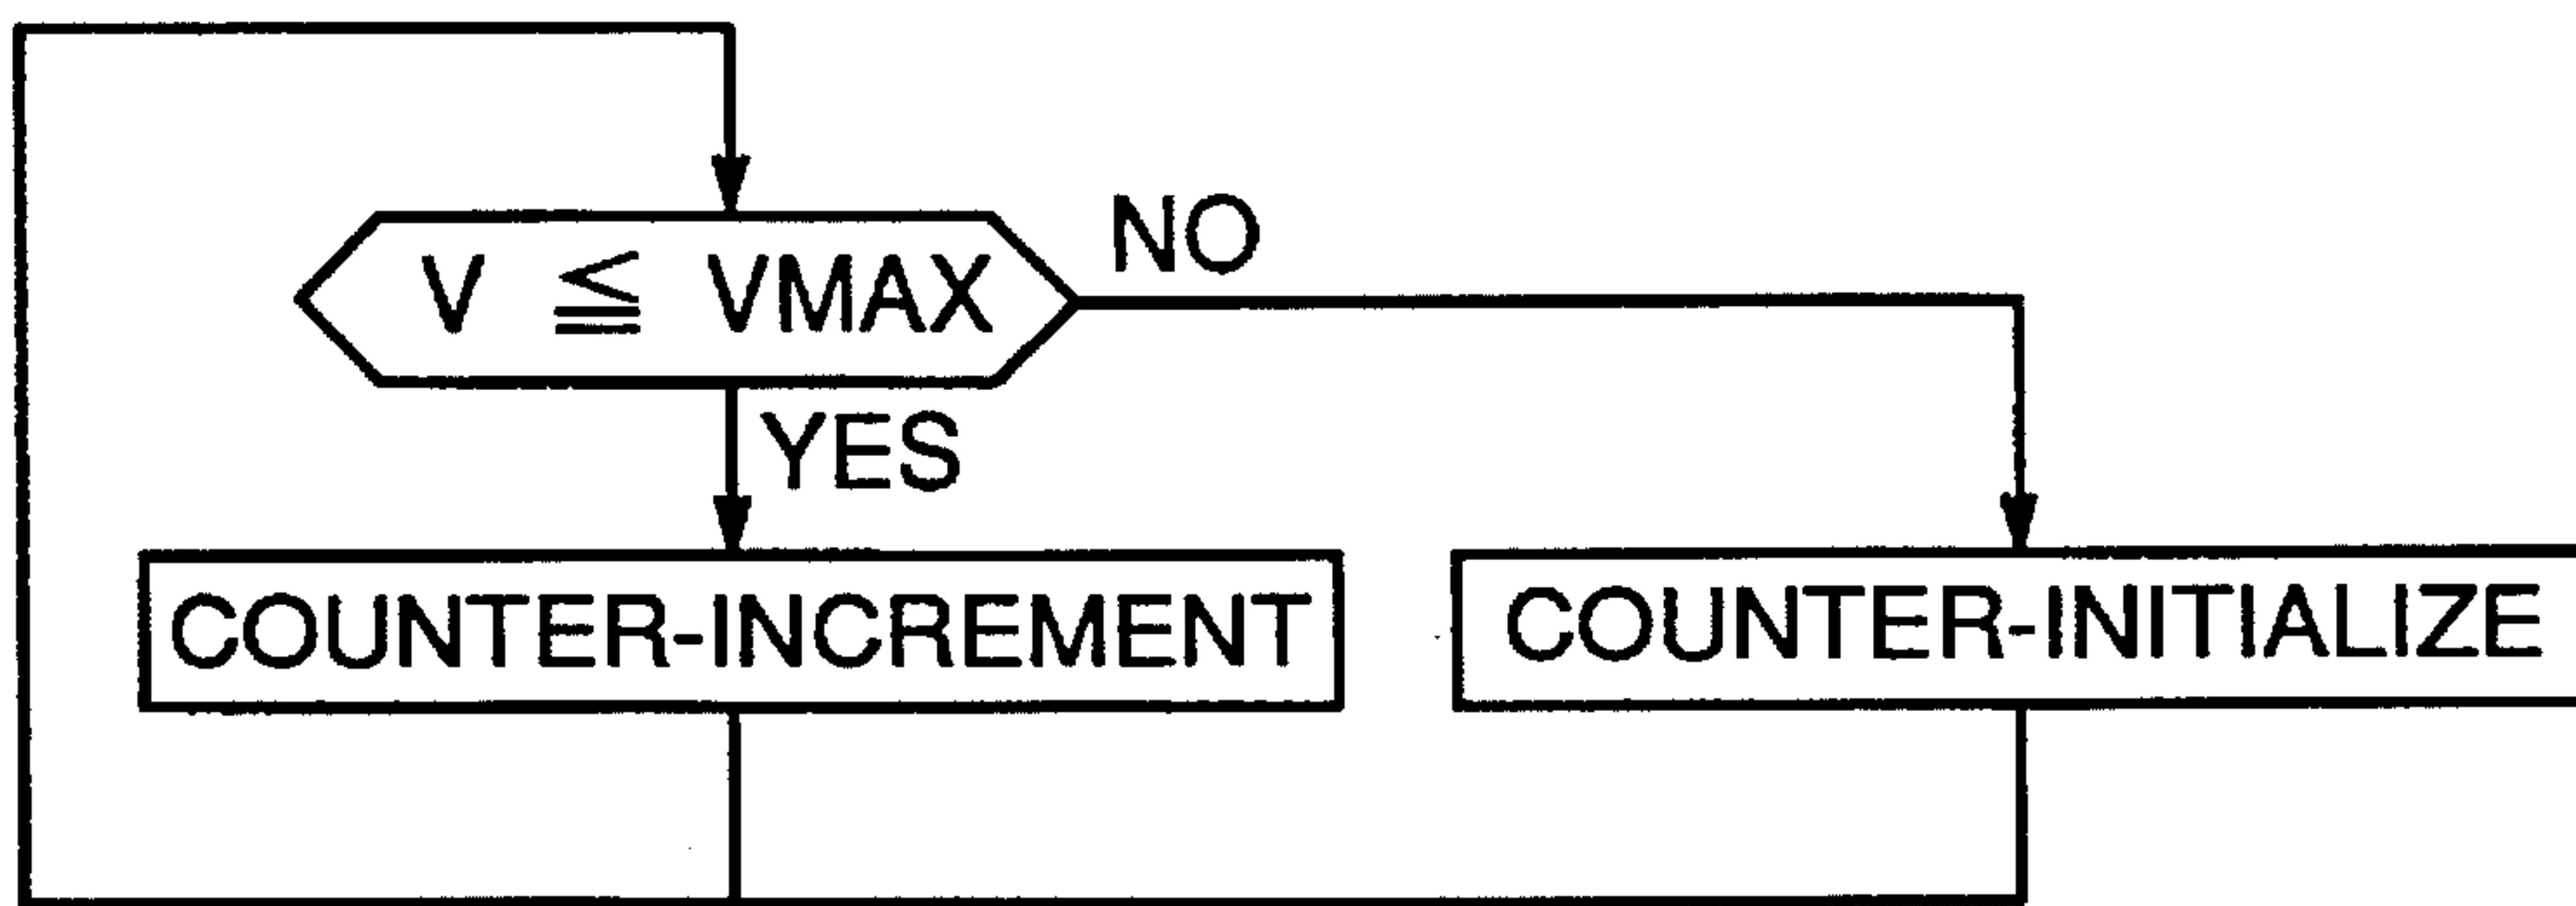 NO
V ≦ VMAX
YES
COUNTER-INCREMENT
COUNTER-INITIALIZE